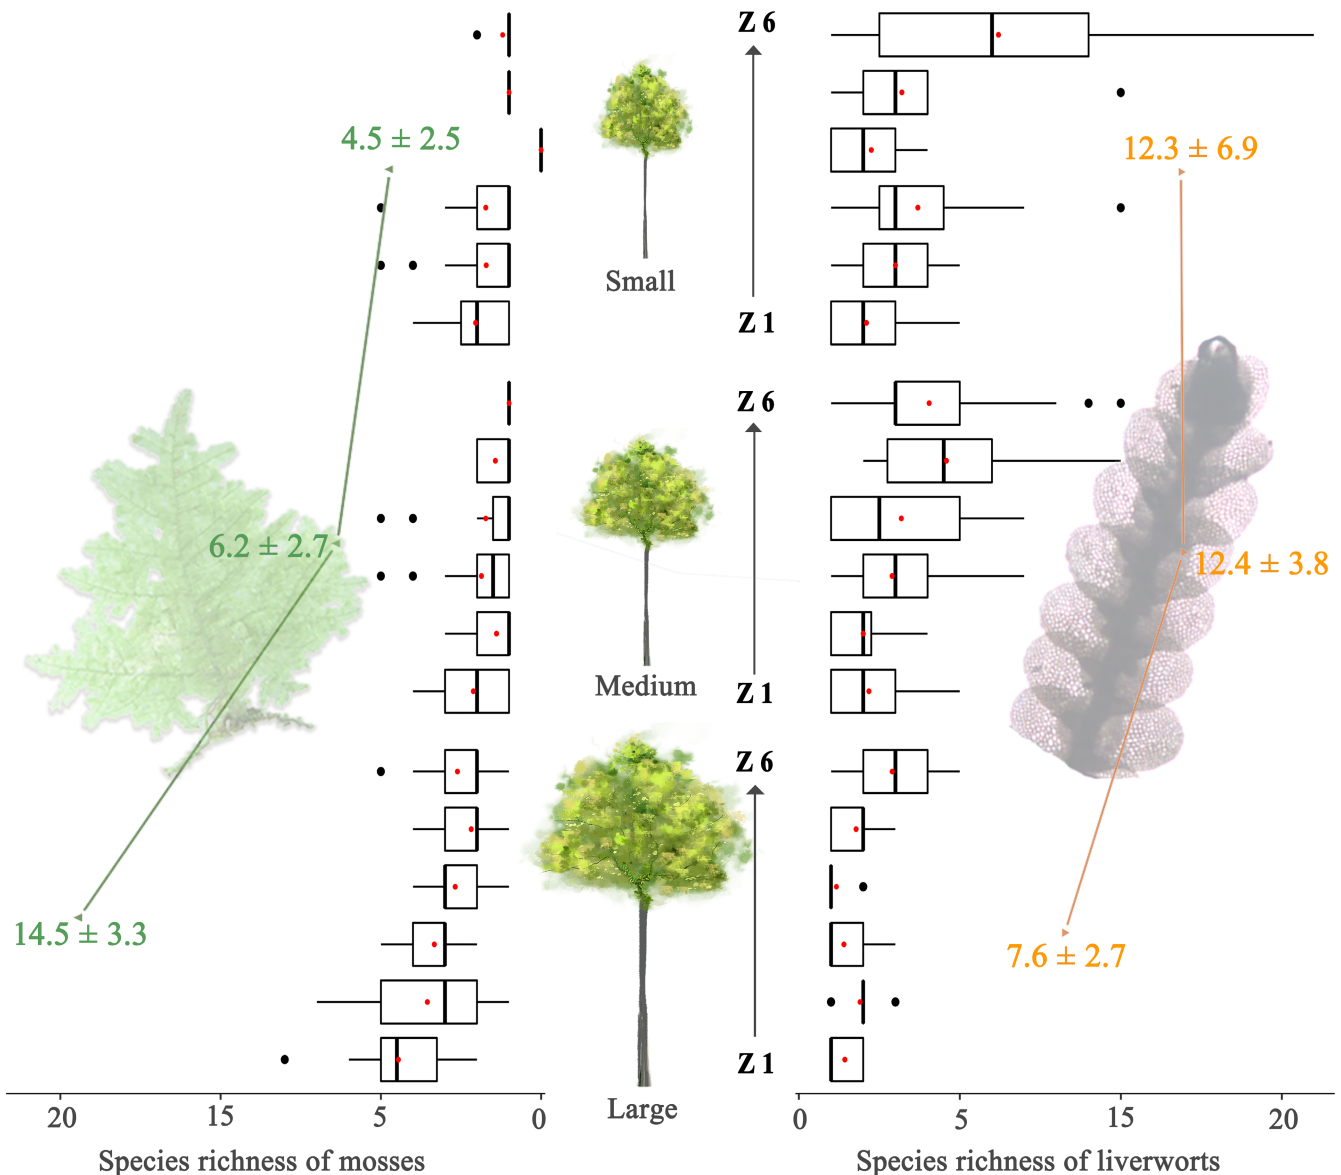 Z 6
4.5 ± 2.5
12.3 ± 6.9
Small
Z 1
Z 6
6.2 ± 2.7
12.4 ± 3.8
Medium
Z 1
Z 6
14.5 ± 3.3
7.6 ± 2.7
Z 1
Large
20 15 5 0
0 5 15 20
Species richness of mosses
Species richness of liverworts